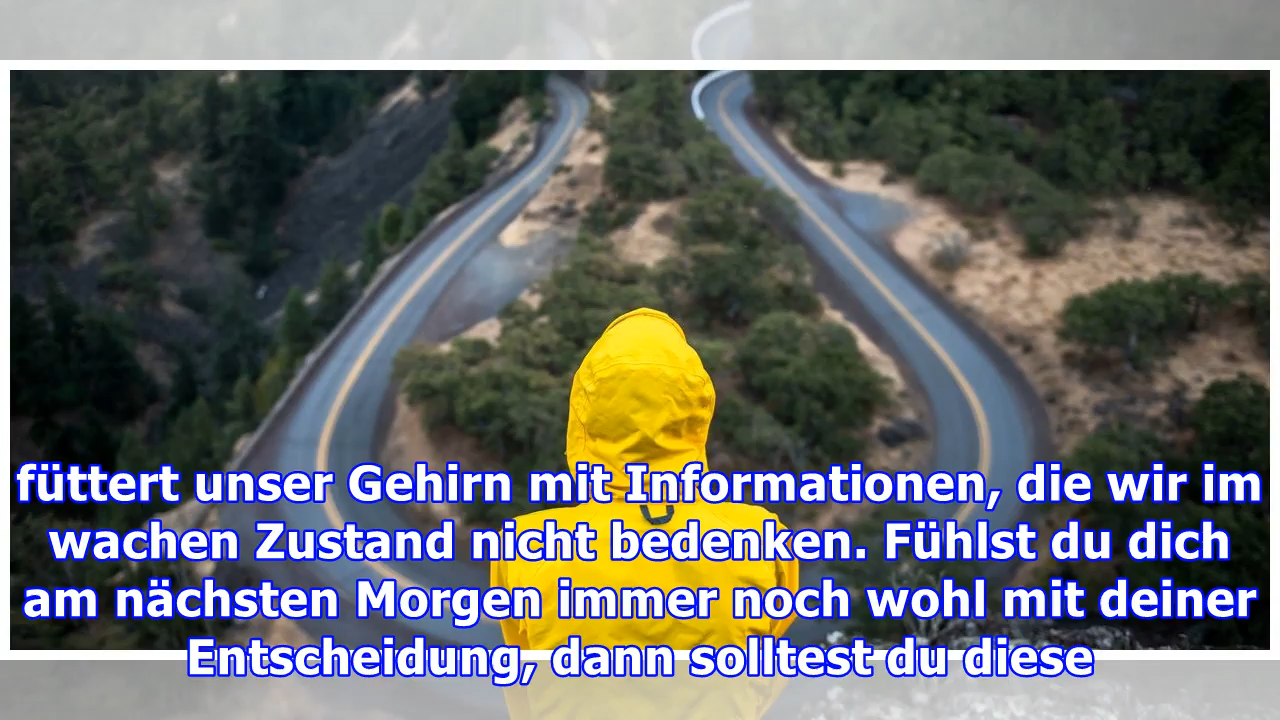 füttert unser Gehirn mit Informationen, die wir im
wachen Zustand nicht bedenken. Fühlst du dich
am nächsten Morgen immer noch wohl mit deiner
Entscheidung, dann solltest du diese